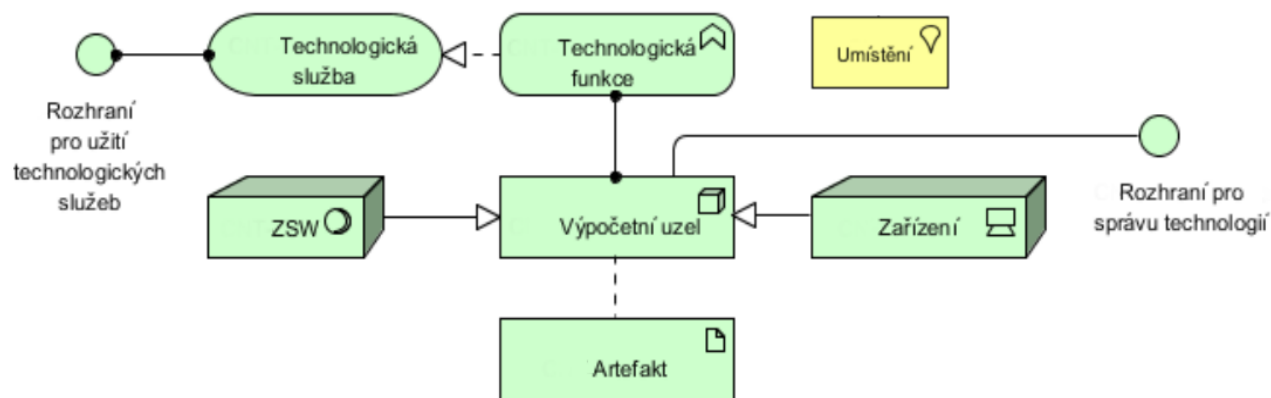 Technologická
služba
Technologická
funkce
Umístění
Rozhraní
pro užití
technologických
služeb
Rozhraní pro
správu technologií
ZSW
Výpočetní uzel
Zařízení
Artefakt